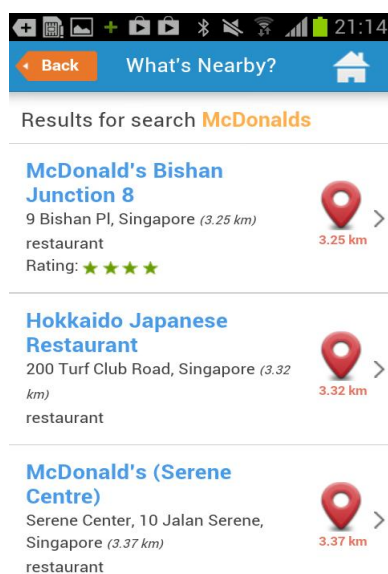 21:14
Back What's Nearby?
Results for search McDonalds
McDonald's Bishan
Junction 8
9 Bishan Pl, Singapore (3.25 km)
restaurant
Rating:
3.25 km
Hokkaido Japanese
Restaurant
200 Turf Club Road, Singapore (3.32
km)
restaurant
3.32 km
McDonald's (Serene
Centre)
Serene Center, 10 Jalan Serene,
Singapore (3.37 km)
restaurant
3.37 km